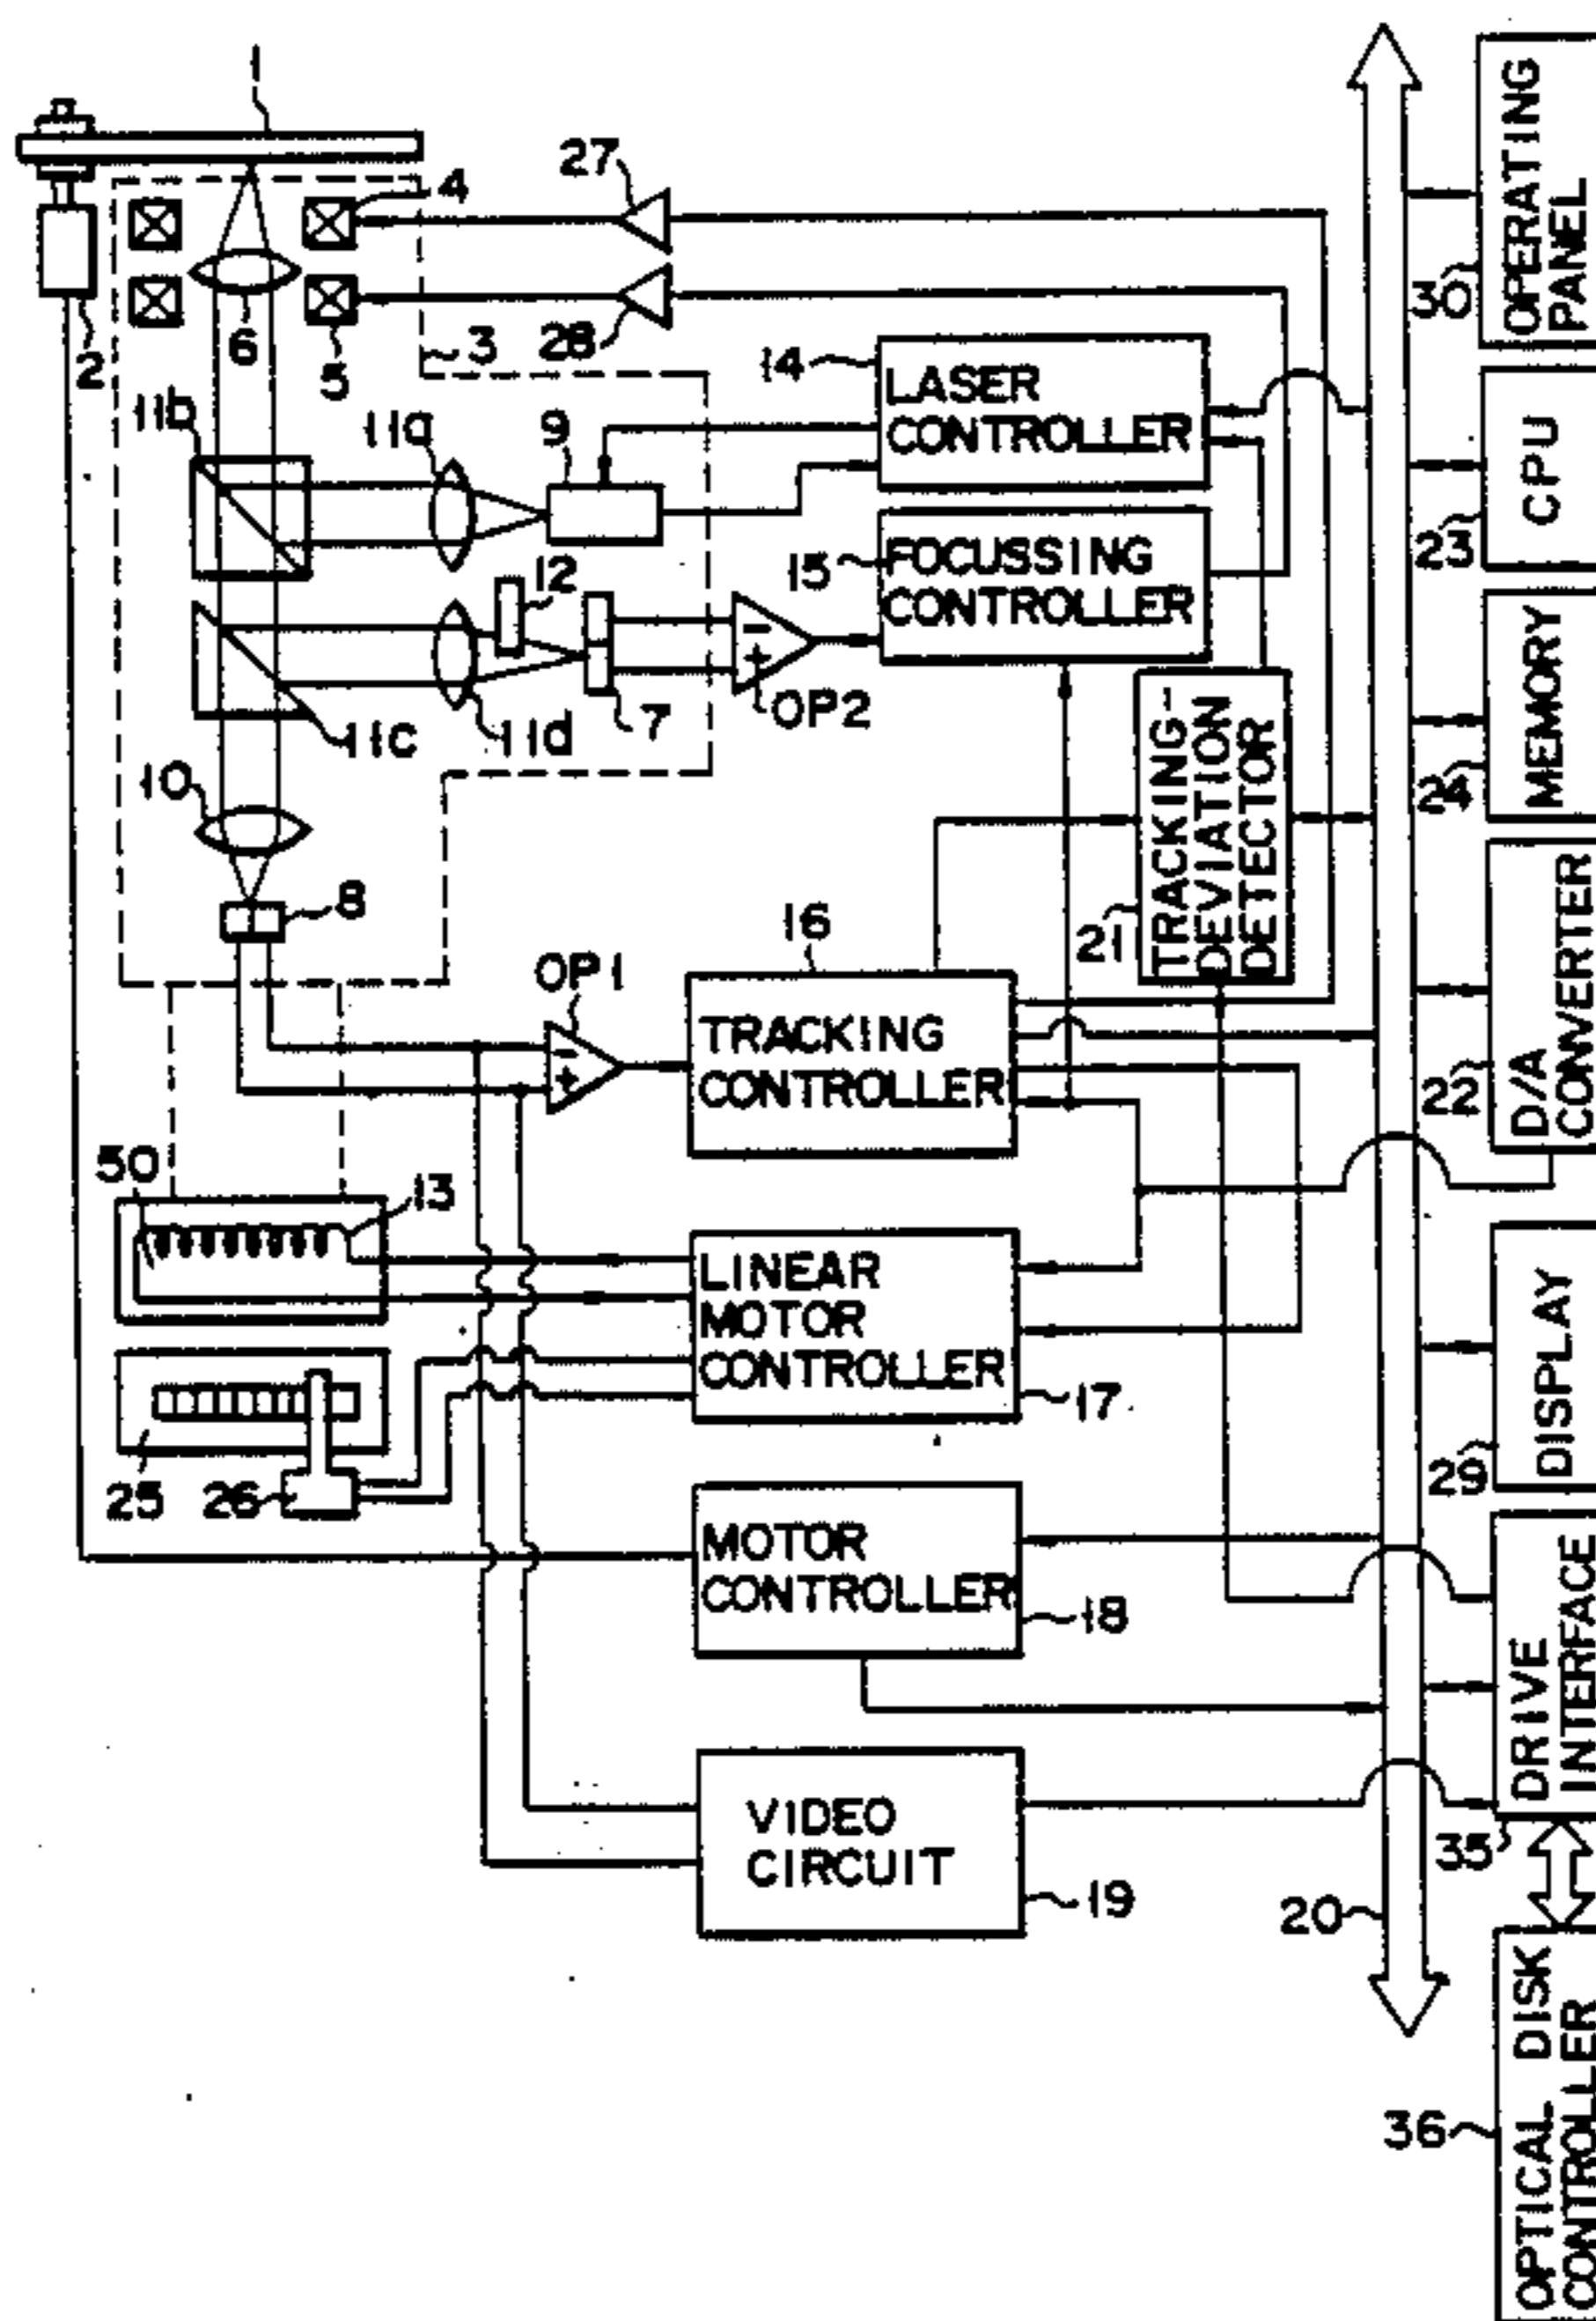 1
27
4
2
6
5
28
3
14
LASER
CONTROLLER
11b
11a
9
12
15
FOCUSSING
CONTROLLER
-
+
OP2
11c
11d
7
10
8
TRACKING-
DEVIATION
DETECTOR
21
16
OP1
-
+
TRACKING
CONTROLLER
50
13
LINEAR
MOTOR
CONTROLLER
17
25
26
MOTOR
CONTROLLER
18
VIDEO
CIRCUIT
19
20
OPERATING
PANEL
30
CPU
23
MEMORY
24
D/A
CONVERTER
22
DISPLAY
29
DRIVE
INTERFACE
35
OPTICAL DISK
CONTROLLER
36